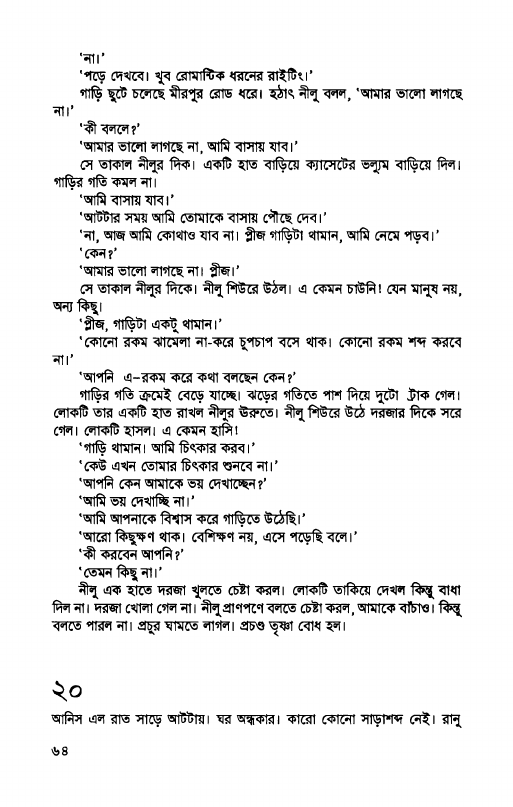 ‘না।’
‘পড়ে দেখবে। খুব রোমান্টিক ধরনের রাইটিং।’
গাড়ি ছুটে চলেছে মীরপুর রোড ধরে। হঠাৎ নীলু বলল, ‘আমার ভালো লাগছে
না।’
‘কী বললে?’
‘আমার ভালো লাগছে না, আমি বাসায় যাব।’
সে তাকাল নীলুর দিক। একটি হাত বাড়িয়ে ক্যাসেটের ভল্যুম বাড়িয়ে দিল।
গাড়ির গতি কমল না।
‘আমি বাসায় যাব।’
‘আটটার সময় আমি তোমাকে বাসায় পৌঁছে দেব।’
‘না, আজ আমি কোথাও যাব না। প্লীজ গাড়িটা থামান, আমি নেমে পড়ব।’
‘কেন?’
‘আমার ভালো লাগছে না। প্লীজ।’
সে তাকাল নীলুর দিকে। নীলু শিউরে উঠল। এ কেমন চাউনি! যেন মানুষ নয়,
অন্য কিছু।
‘প্লীজ, গাড়িটা একটু থামান।’
‘কোনো রকম ঝামেলা না-করে চুপচাপ বসে থাক। কোনো রকম শব্দ করবে
না।’
‘আপনি এ–রকম করে কথা বলছেন কেন?’
গাড়ির গতি ক্রমেই বেড়ে যাচ্ছে। ঝড়ের গতিতে পাশ দিয়ে দুটো ট্রাক গেল।
লোকটি তার একটি হাত রাখল নীলুর ঊরুতে। নীলু শিউরে উঠে দরজার দিকে সরে
গেল। লোকটি হাসল। এ কেমন হাসি!
‘গাড়ি থামান। আমি চিৎকার করব।’
‘কেউ এখন তোমার চিৎকার শুনবে না।’
‘আপনি কেন আমাকে ভয় দেখাচ্ছেন?’
‘আমি ভয় দেখাচ্ছি না।’
‘আমি আপনাকে বিশ্বাস করে গাড়িতে উঠেছি।’
‘আরো কিছুক্ষণ থাক। বেশিক্ষণ নয়, এসে পড়েছি বলে।’
‘কী করবেন আপনি?’
‘তেমন কিছু না।’
নীলু এক হাতে দরজা খুলতে চেষ্টা করল। লোকটি তাকিয়ে দেখল কিন্তু বাধা
দিল না। দরজা খোলা গেল না। নীলু প্রাণপণে বলতে চেষ্টা করল, আমাকে বাঁচাও। কিন্তু
বলতে পারল না। প্রচুর ঘামতে লাগল। প্রচণ্ড তৃষ্ণা বোধ হল।
২০
আনিস এল রাত সাড়ে আটটায়। ঘর অন্ধকার। কারো কোনো সাড়াশব্দ নেই। রানু
৬৪